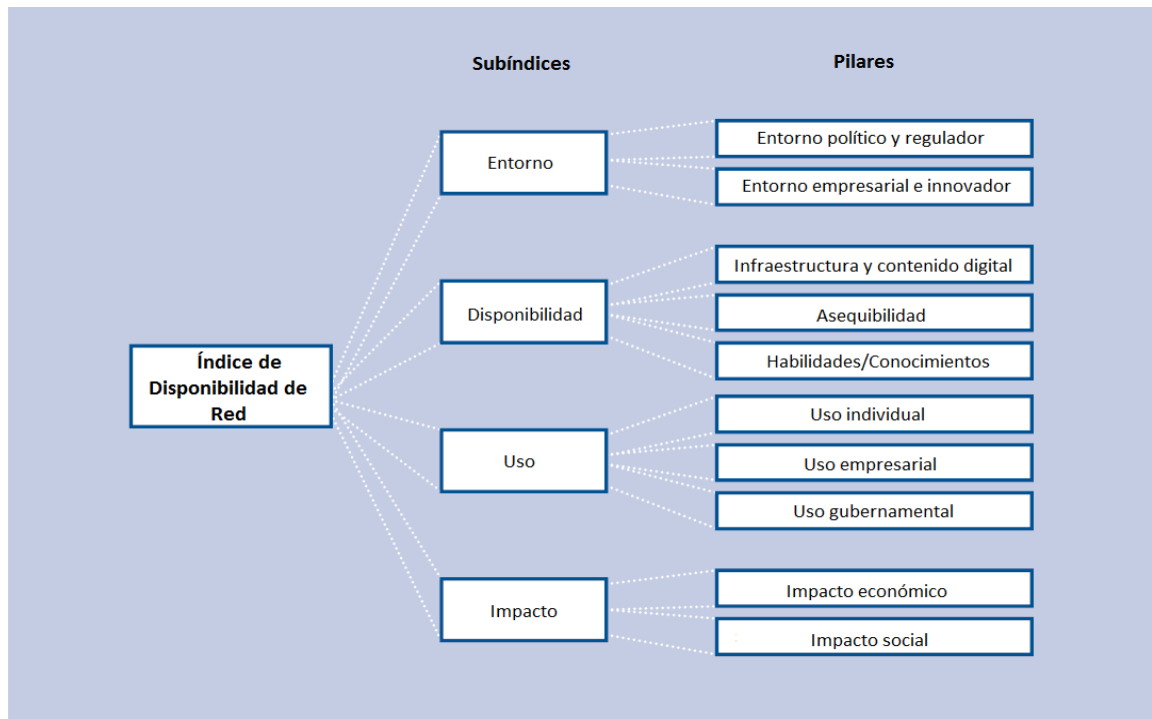 Subíndices
Pilares
Índice de
Disponibilidad de
Red
Entorno
Entorno político y regulador
Entorno empresarial e innovador
Disponibilidad
Infraestructura y contenido digital
Asequibilidad
Habilidades/Conocimientos
Uso
Uso individual
Uso empresarial
Uso gubernamental
Impacto
Impacto económico
Impacto social